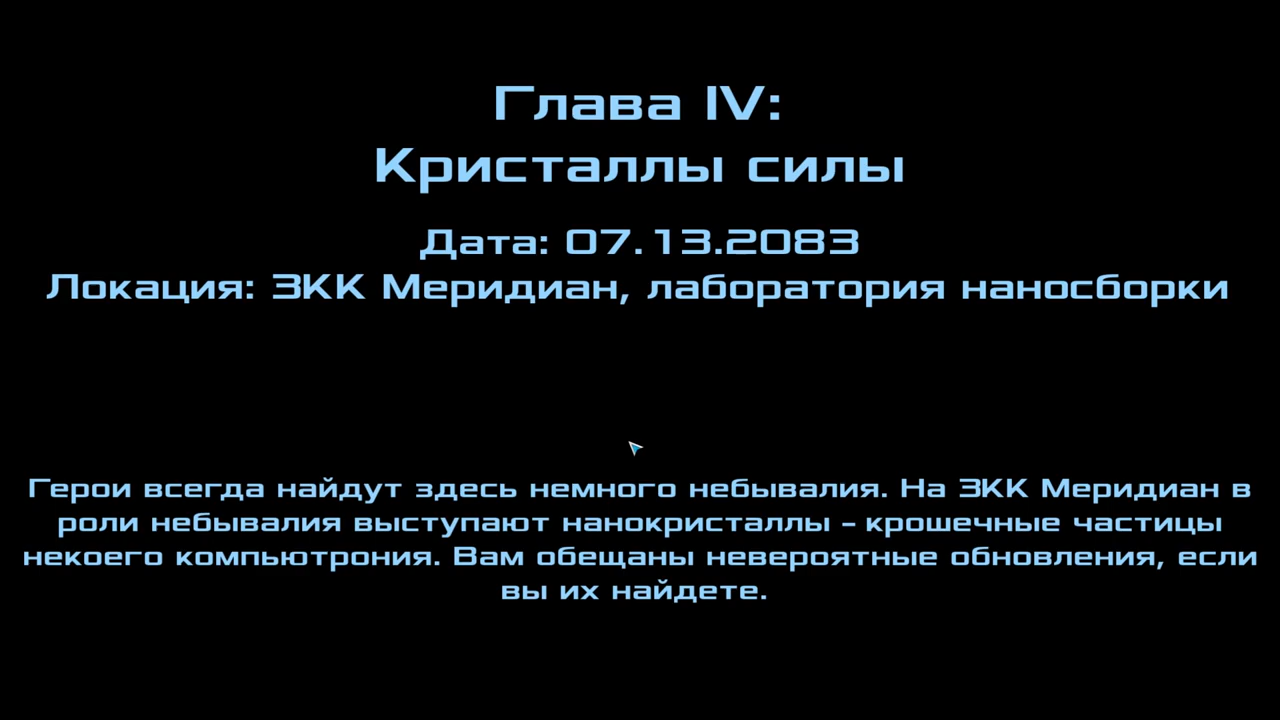 Глава IV:
Кристаллы силы
Дата: 07.13.2083
Локация: ЗКК Меридиан, лаборатория наносборки
Герои всегда найдут здесь немного небывалия. На ЗКК Меридиан в
роли небывалия выступают нанокристаллы - крошечные частицы
некоего компьютрония. Вам обещаны невероятные обновления, если
вы их найдете.